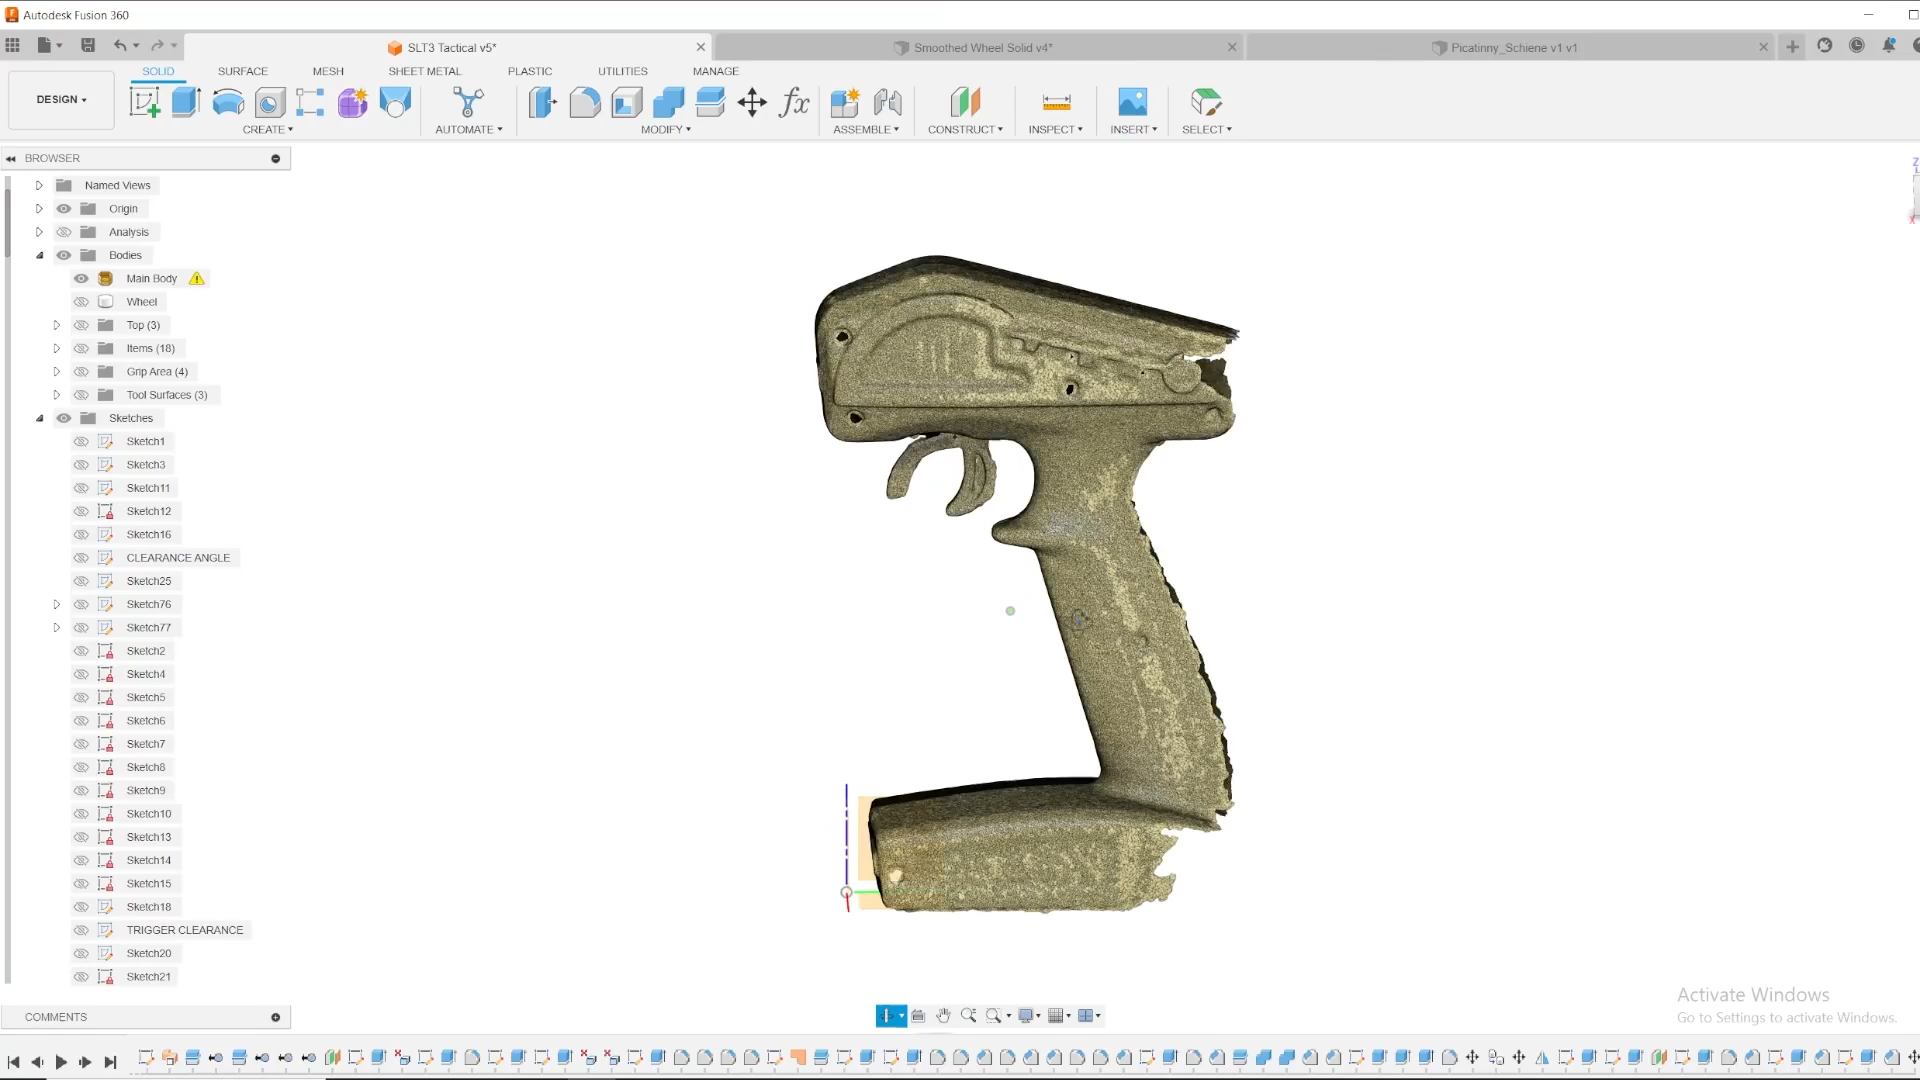 Autodesk Fusion 360
SLT3 Tactical v5*
Smoothed Wheel Solid v4*
Picatinny_Schiene v1 v1
DESIGN
SOLID
SURFACE
MESH
SHEET METAL
PLASTIC
UTILITIES
MANAGE
fx
CREATE
AUTOMATE
MODIFY
ASSEMBLE
CONSTRUCT
INSPECT
INSERT
SELECT
BROWSER
Named Views
Origin
Analysis
Bodies
Main Body
Wheel
Top (3)
Items (18)
Grip Area (4)
Tool Surfaces (3)
Sketches
Sketch1
Sketch3
Sketch11
Sketch12
Sketch16
CLEARANCE ANGLE
Sketch25
Sketch76
Sketch77
Sketch2
Sketch4
Sketch5
Sketch6
Sketch7
Sketch8
Sketch9
Sketch10
Sketch13
Sketch14
Sketch15
Sketch18
TRIGGER CLEARANCE
Sketch20
Sketch21
COMMENTS
Z
X
Activate Windows
Go to Settings to activate Windows.